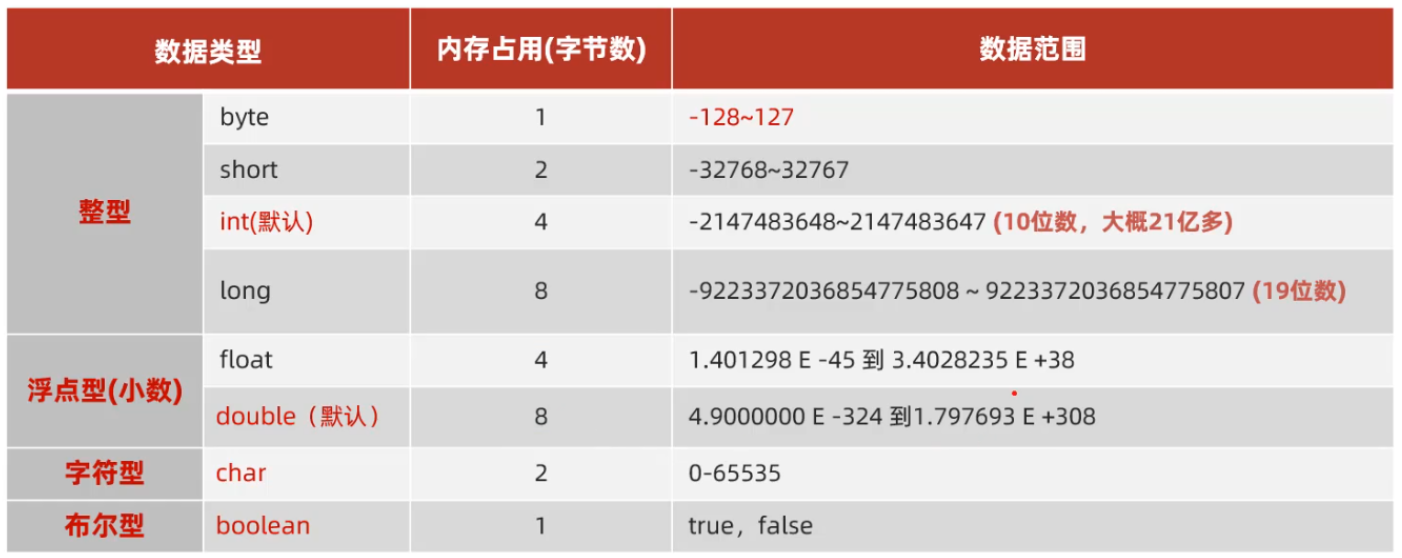 数据类型 内存占用(字节数) 数据范围
整型 byte 1 -128~127
short 2 -32768~32767
int(默认) 4 -2147483648~2147483647 (10位数，大概21亿多)
long 8 -9223372036854775808 ~ 9223372036854775807 (19位数)
浮点型(小数) float 4 1.401298 E -45 到 3.4028235 E +38
double（默认） 8 4.9000000 E -324 到1.797693 E +308
字符型 char 2 0-65535
布尔型 boolean 1 true，false